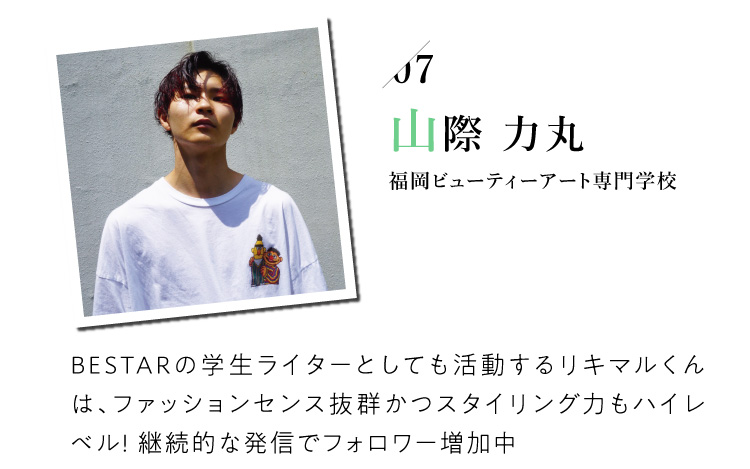 07
山際 力丸
福岡ビューティーアート専門学校
BESTARの学生ライターとしても活動するリキマルくん
は、ファッションセンス抜群かつスタイリング力もハイレ
ベル! 継続的な発信でフォロワー増加中